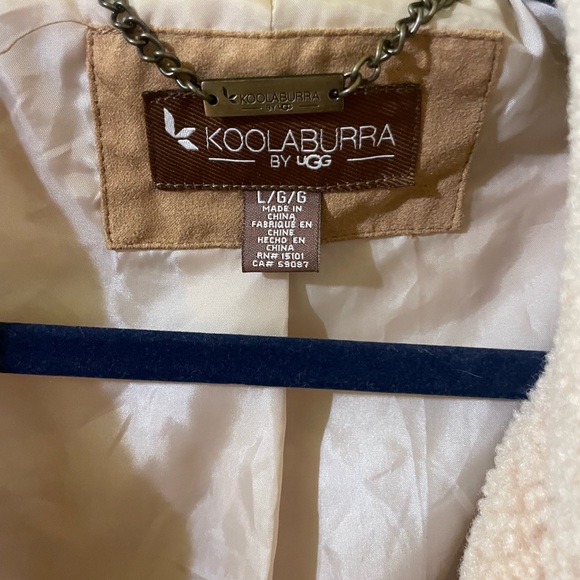 KOOLABURRA
BY UGG
KOOLABURRA
BY UGG
L/G/G
MADE IN
CHINA
FABRIQUÉ EN
CHINE
HECHO EN
CHINA
RN# 15101
CA# 59087